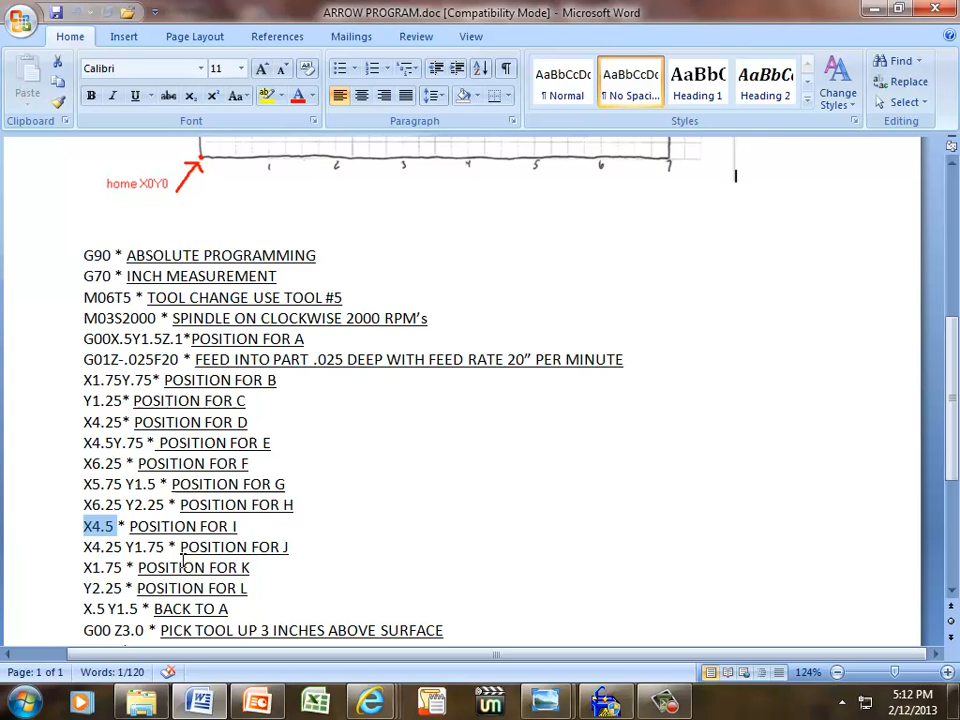 ARROW PROGRAM.doc [Compatibility Mode] - Microsoft Word
Home Insert Page Layout References Mailings Review View
Calibri 11 AaBbCcDc AaBbCcDc AaBbC AaBbCc Find
Paste ¶ Normal ¶ No Spaci... Heading 1 Heading 2 Change Styles Replace
Select
Clipboard Font Paragraph Styles Editing
1 2 3 4 5 6 7
home X0Y0
G90 * ABSOLUTE PROGRAMMING
G70 * INCH MEASUREMENT
M06T5 * TOOL CHANGE USE TOOL #5
M03S2000 * SPINDLE ON CLOCKWISE 2000 RPM's
G00X.5Y1.5Z.1*POSITION FOR A
G01Z-.025F20 * FEED INTO PART .025 DEEP WITH FEED RATE 20" PER MINUTE
X1.75Y.75* POSITION FOR B
Y1.25* POSITION FOR C
X4.25* POSITION FOR D
X4.5Y.75 * POSITION FOR E
X6.25 * POSITION FOR F
X5.75 Y1.5 * POSITION FOR G
X6.25 Y2.25 * POSITION FOR H
X4.5 * POSITION FOR I
X4.25 Y1.75 * POSITION FOR J
X1.75 * POSITION FOR K
Y2.25 * POSITION FOR L
X.5 Y1.5 * BACK TO A
G00 Z3.0 * PICK TOOL UP 3 INCHES ABOVE SURFACE
Page: 1 of 1 Words: 1/120 124%
5:12 PM
2/12/2013